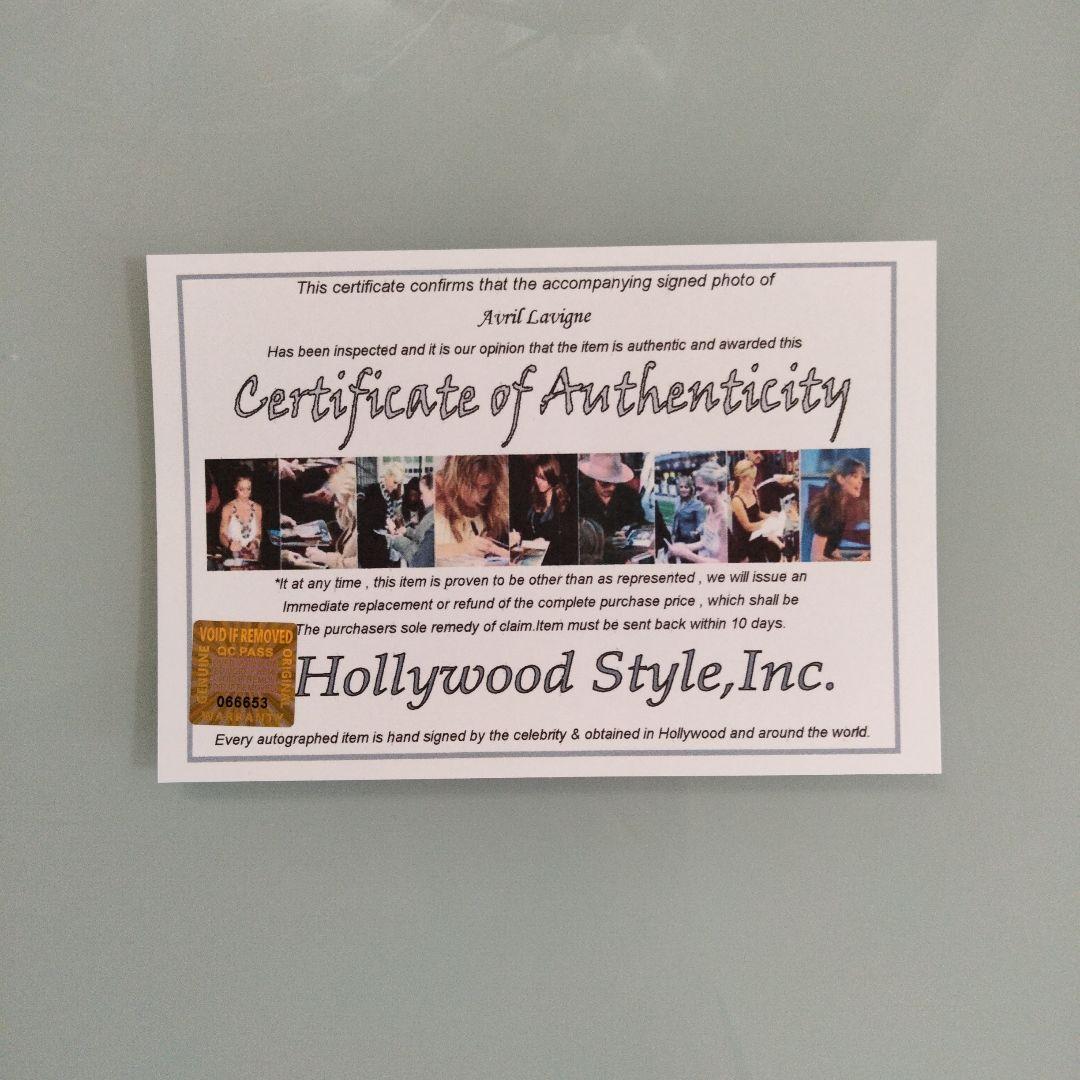 This certificate confirms that the accompanying signed photo of
Avril Lavigne
Has been inspected and it is our opinion that the item is authentic and awarded this
Certificate of Authenticity
*It at any time , this item is proven to be other than as represented , we will issue an
Immediate replacement or refund of the complete purchase price , which shall be
The purchasers sole remedy of claim.Item must be sent back within 10 days.
VOID IF REMOVED
QC PASS
GENUINE
ORIGINAL
066653
WARRANTY
Hollywood Style,Inc.
Every autographed item is hand signed by the celebrity & obtained in Hollywood and around the world.